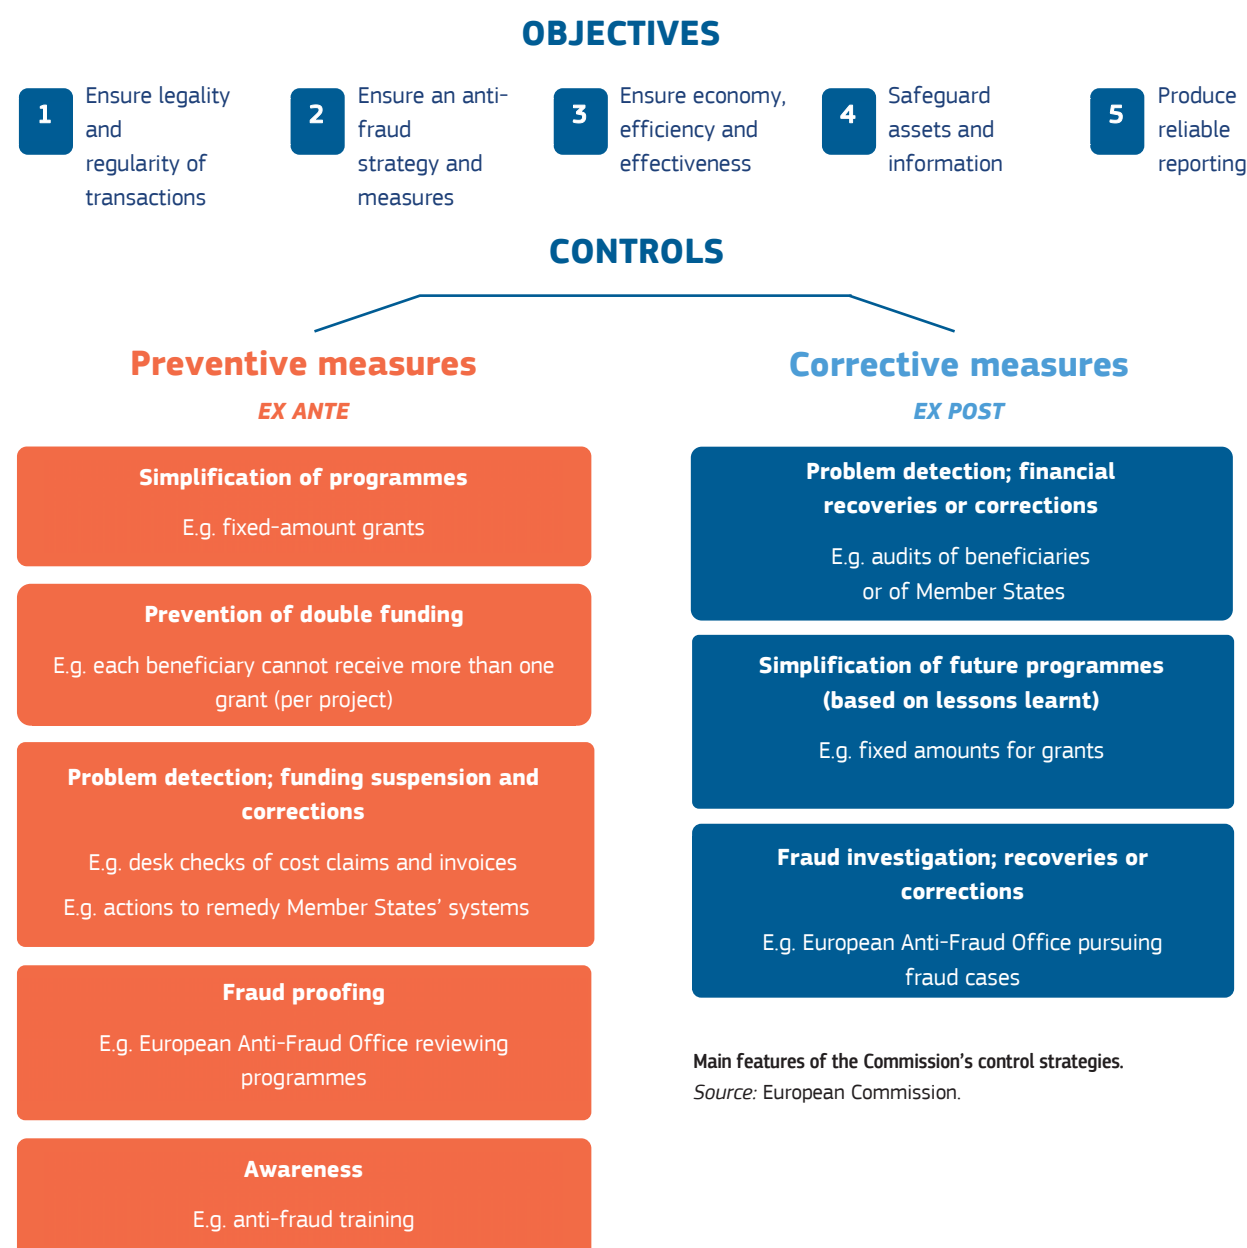 OBJECTIVES
1
Ensure legality
and
regularity of
transactions
2
Ensure an anti-
fraud
strategy and
measures
3
Ensure economy,
efficiency and
effectiveness
4
Safeguard
assets and
information
5
Produce
reliable
reporting
CONTROLS
Preventive measures
EX ANTE
Simplification of programmes
E.g. fixed-amount grants
Prevention of double funding
E.g. each beneficiary cannot receive more than one
grant (per project)
Problem detection; funding suspension and
corrections
E.g. desk checks of cost claims and invoices
E.g. actions to remedy Member States’ systems
Fraud proofing
E.g. European Anti-Fraud Office reviewing
programmes
Awareness
E.g. anti-fraud training
Corrective measures
EX POST
Problem detection; financial
recoveries or corrections
E.g. audits of beneficiaries
or of Member States
Simplification of future programmes
(based on lessons learnt)
E.g. fixed amounts for grants
Fraud investigation; recoveries or
corrections
E.g. European Anti-Fraud Office pursuing
fraud cases
Main features of the Commission’s control strategies.
Source: European Commission.